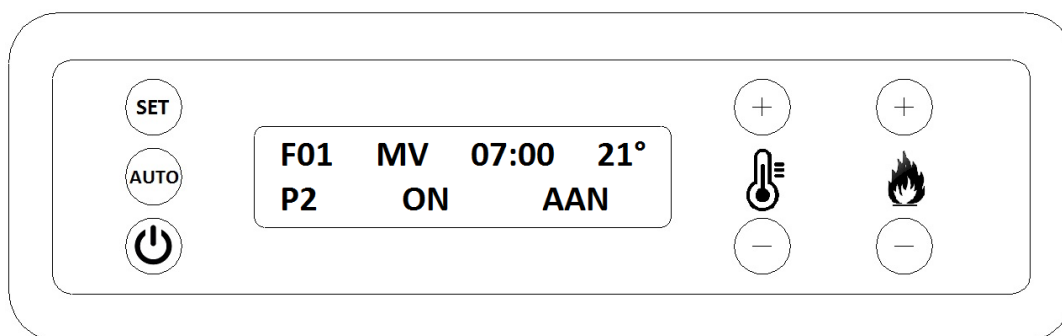 SET
AUTO
F01 MV 07:00 21°
P2 ON AAN
+
+
−
−